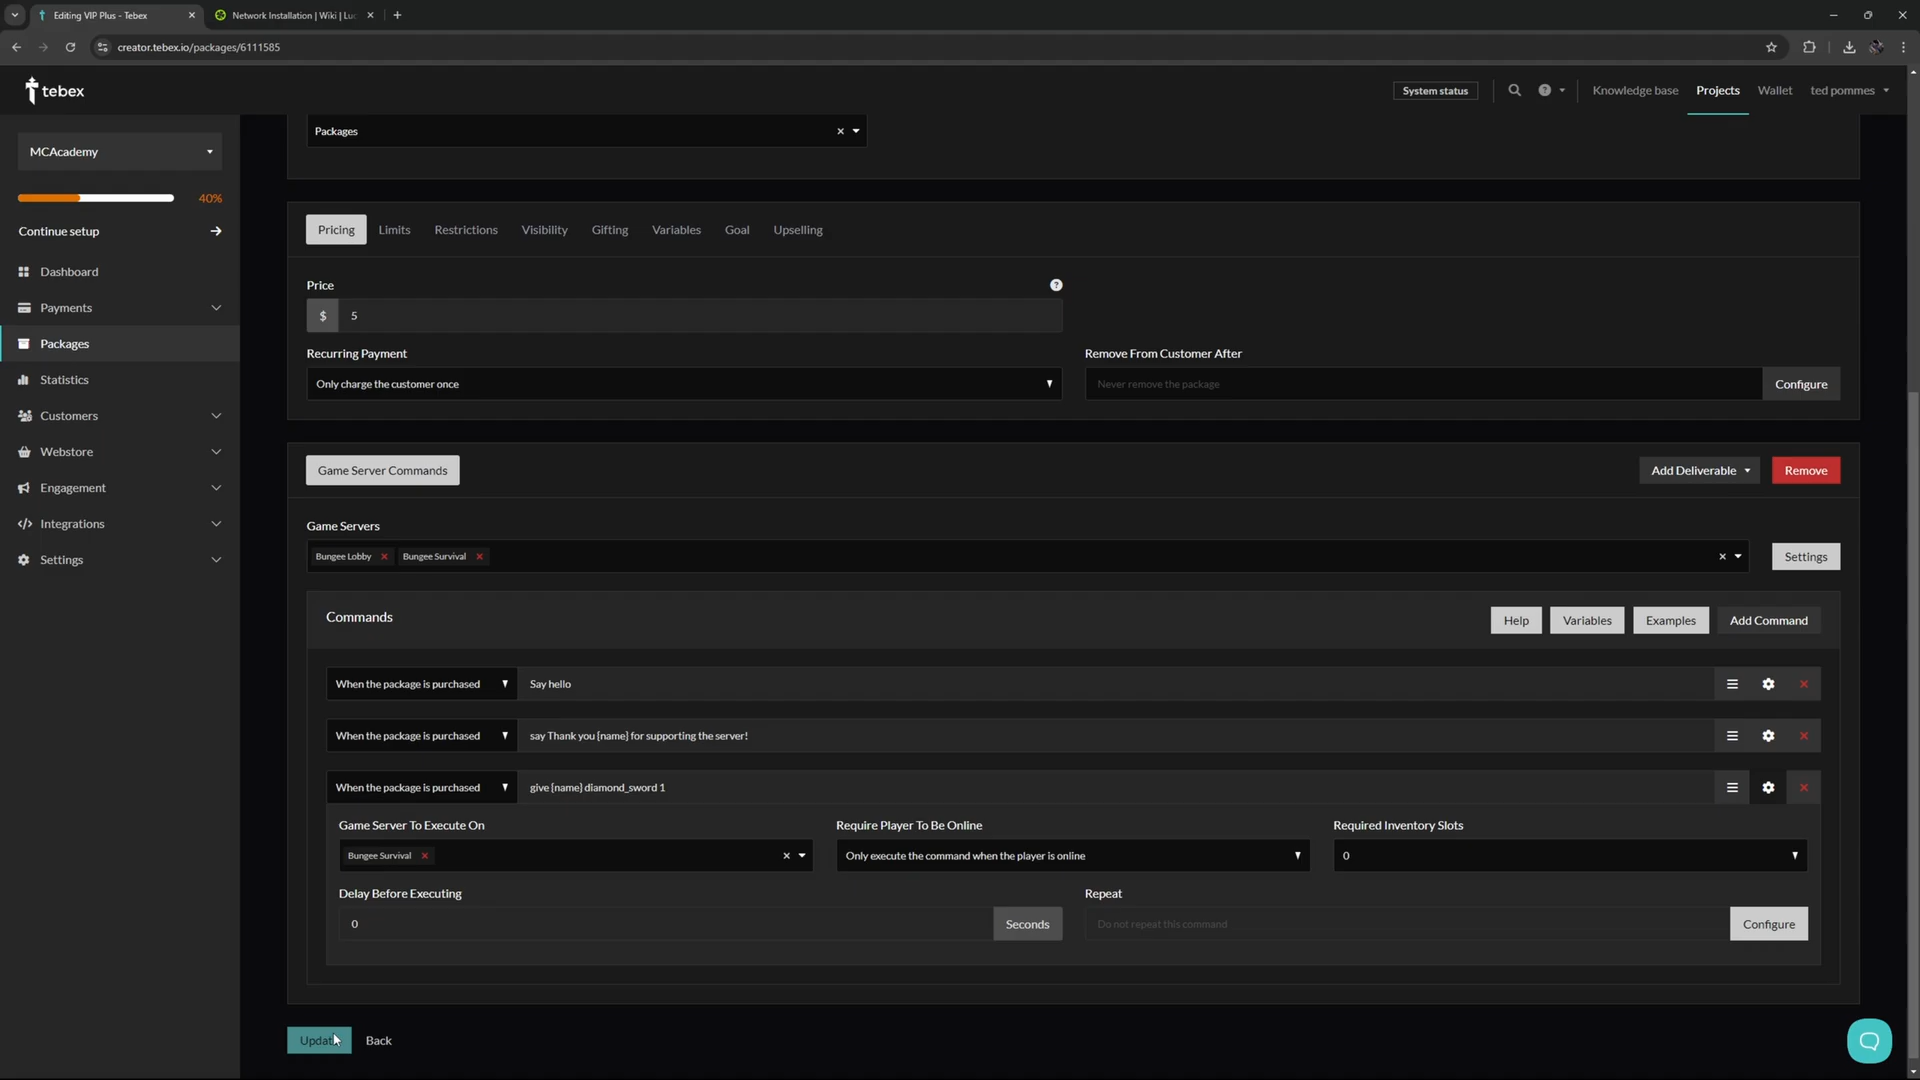 Editing VIP Plus - Tebex
Network Installation | Wiki | Luc
creator.tebex.io/packages/6111585
tebex
System status
Knowledge base
Projects
Wallet
ted pommes
MCAcademy
40%
Continue setup
Dashboard
Payments
Packages
Statistics
Customers
Webstore
Engagement
Integrations
Settings
Packages
Pricing
Limits
Restrictions
Visibility
Gifting
Variables
Goal
Upselling
Price
?
$ 5
Recurring Payment
Remove From Customer After
Only charge the customer once
Never remove the package
Configure
Game Server Commands
Add Deliverable
Remove
Game Servers
Bungee Lobby
Bungee Survival
Settings
Commands
Help
Variables
Examples
Add Command
When the package is purchased
Say hello
When the package is purchased
say Thank you {name} for supporting the server!
When the package is purchased
give {name} diamond_sword 1
Game Server To Execute On
Require Player To Be Online
Required Inventory Slots
Bungee Survival
Only execute the command when the player is online
0
Delay Before Executing
Repeat
0
Seconds
Do not repeat this command
Configure
Update
Back